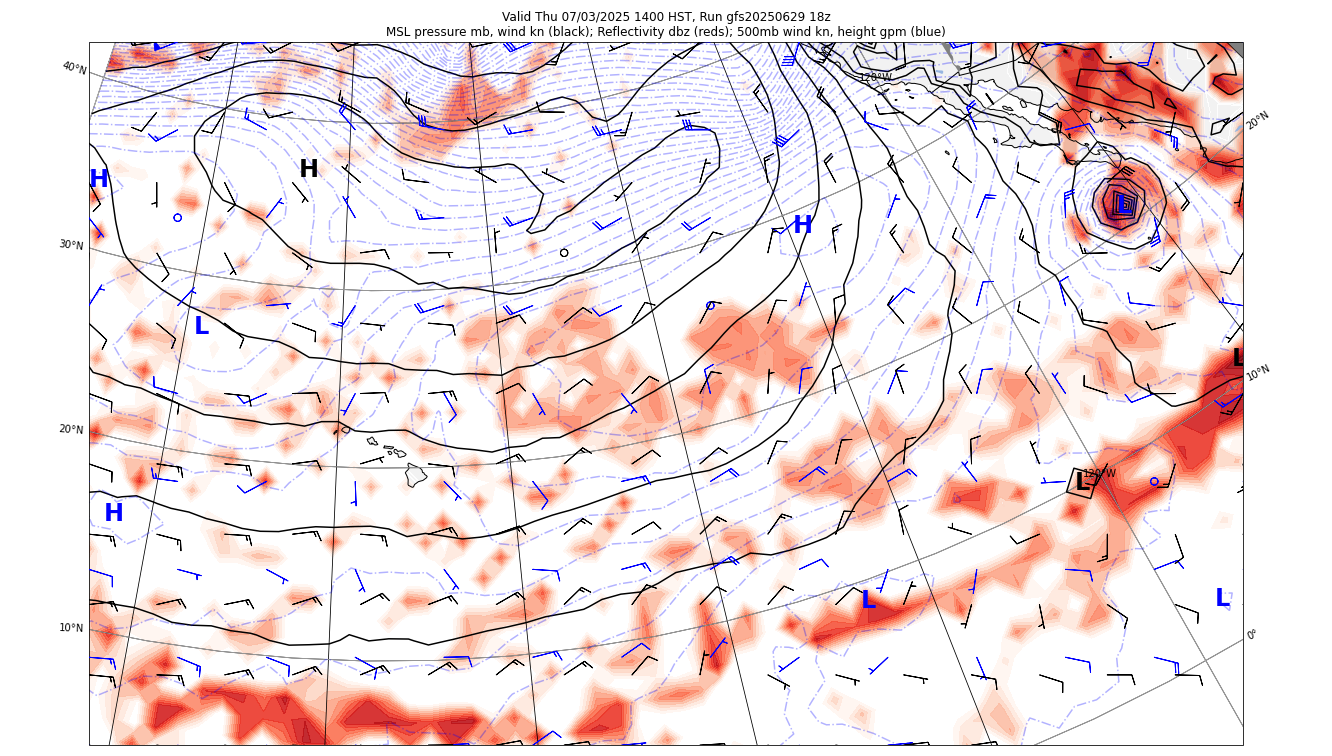 Valid Thu 07/03/2025 1400 HST, Run gfs20250629 18z
MSL pressure mb, wind kn (black); Reflectivity dbz (reds); 500mb wind kn, height gpm (blue)
40°N
120°W
20°N
H
H
L
H
30°N
L
L
10°N
20°N
120°W
L
H
L
L
10°N
0°